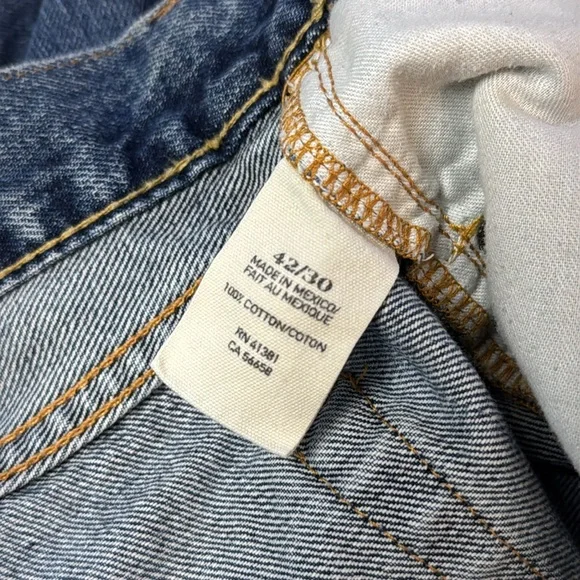 42/30
MADE IN MEXICO/
FAIT AU MEXIQUE
100% COTTON/COTON
RN 41381
CA 56658